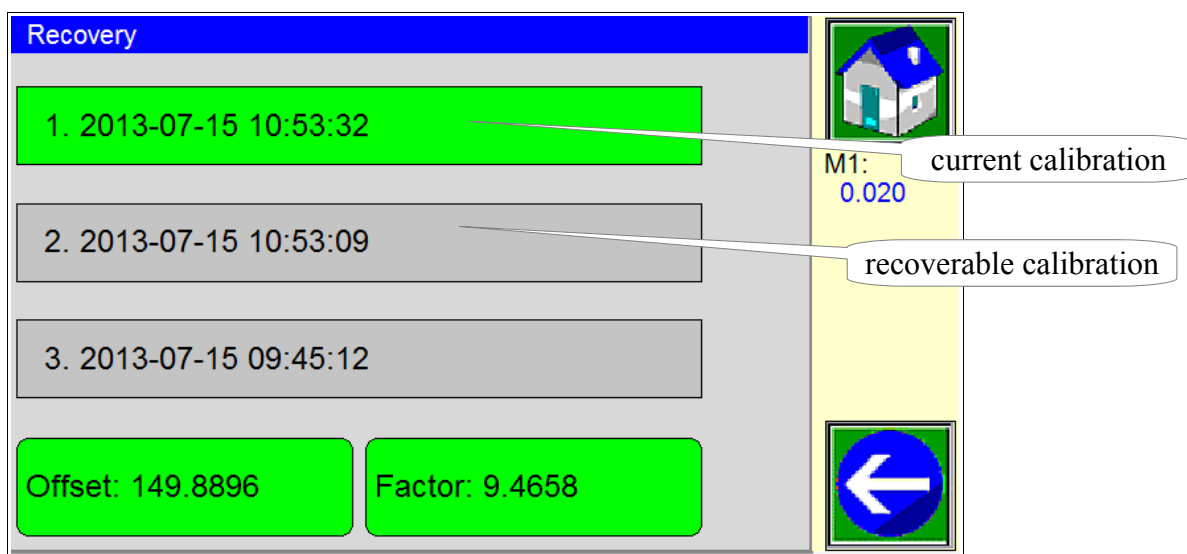 Recovery
1. 2013-07-15 10:53:32
current calibration
M1:
0.020
2. 2013-07-15 10:53:09
recoverable calibration
3. 2013-07-15 09:45:12
Offset: 149.8896
Factor: 9.4658